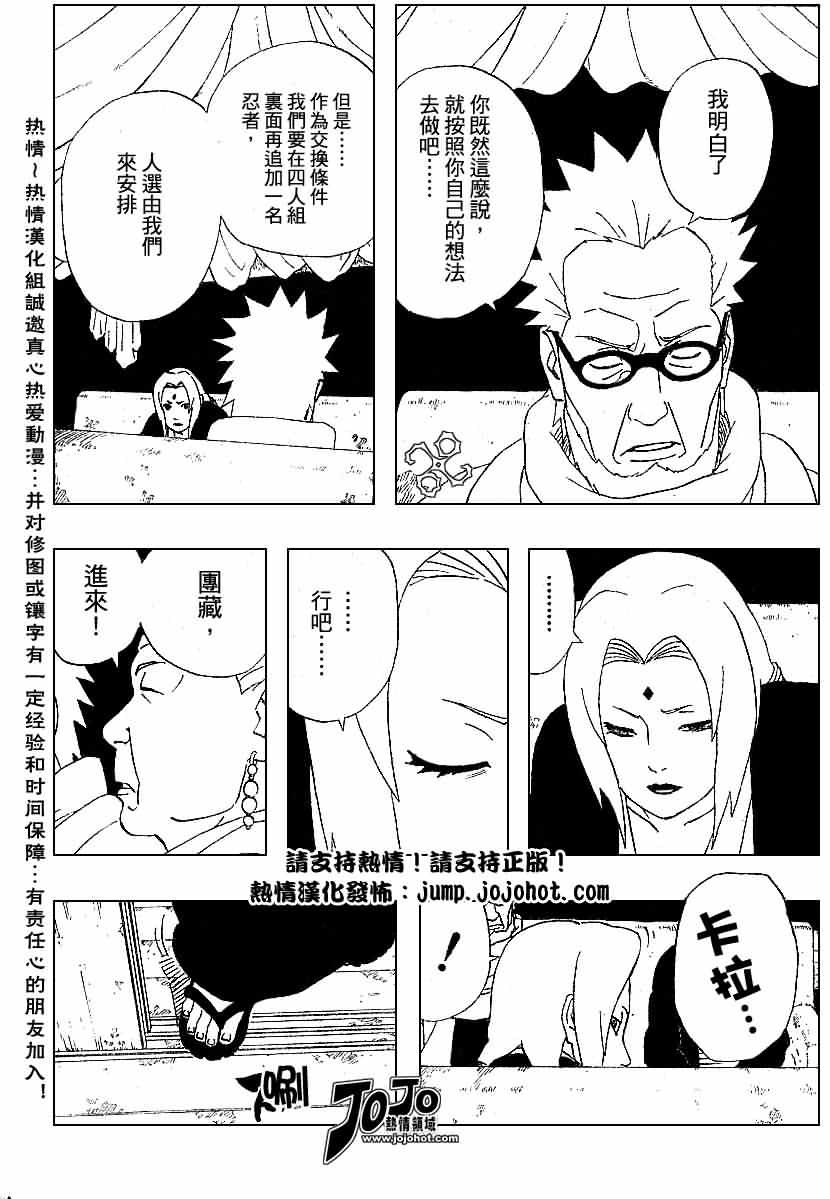 我明白了
你既然這麼說，
就按照你自己的想法
去做吧……
但是……
作為交換條件
我們要在四人組
裏面再追加一名
忍者，
人選由我們
來安排
………
……
行吧……
團藏，
進來！
請支持熱情！請支持正版！
熱情漢化發佈：jump.jojohot.com
卡拉…
！
唰
JOJO
熱情領域
www.jojohot.com
热情~热情漢化組誠邀真心热爱動漫…并对修图或镶字有一定经验和时间保障…有责任心的朋友加入！